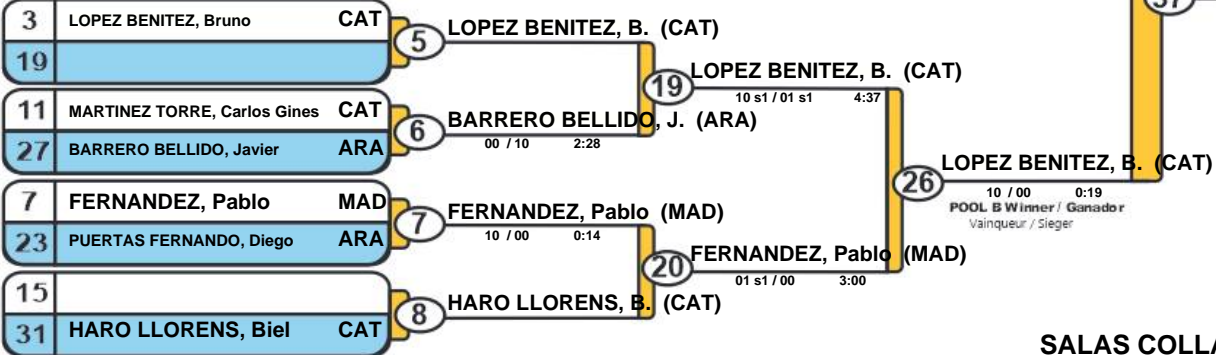 37
3 LOPEZ BENITEZ, Bruno CAT
19
5 LOPEZ BENITEZ, B. (CAT)
19 LOPEZ BENITEZ, B. (CAT)
10 s1 / 01 s1 4:37
11 MARTINEZ TORRE, Carlos Gines CAT
27 BARRERO BELLIDO, Javier ARA
6 BARRERO BELLIDO, J. (ARA)
00 / 10 2:28
26 LOPEZ BENITEZ, B. (CAT)
10 / 00 0:19
POOL B Winner / Ganador
Vainqueur / Sieger
7 FERNANDEZ, Pablo MAD
23 PUERTAS FERNANDO, Diego ARA
7 FERNANDEZ, Pablo (MAD)
10 / 00 0:14
20 FERNANDEZ, Pablo (MAD)
01 s1 / 00 3:00
15
31 HARO LLORENS, Biel CAT
8 HARO LLORENS, B. (CAT)